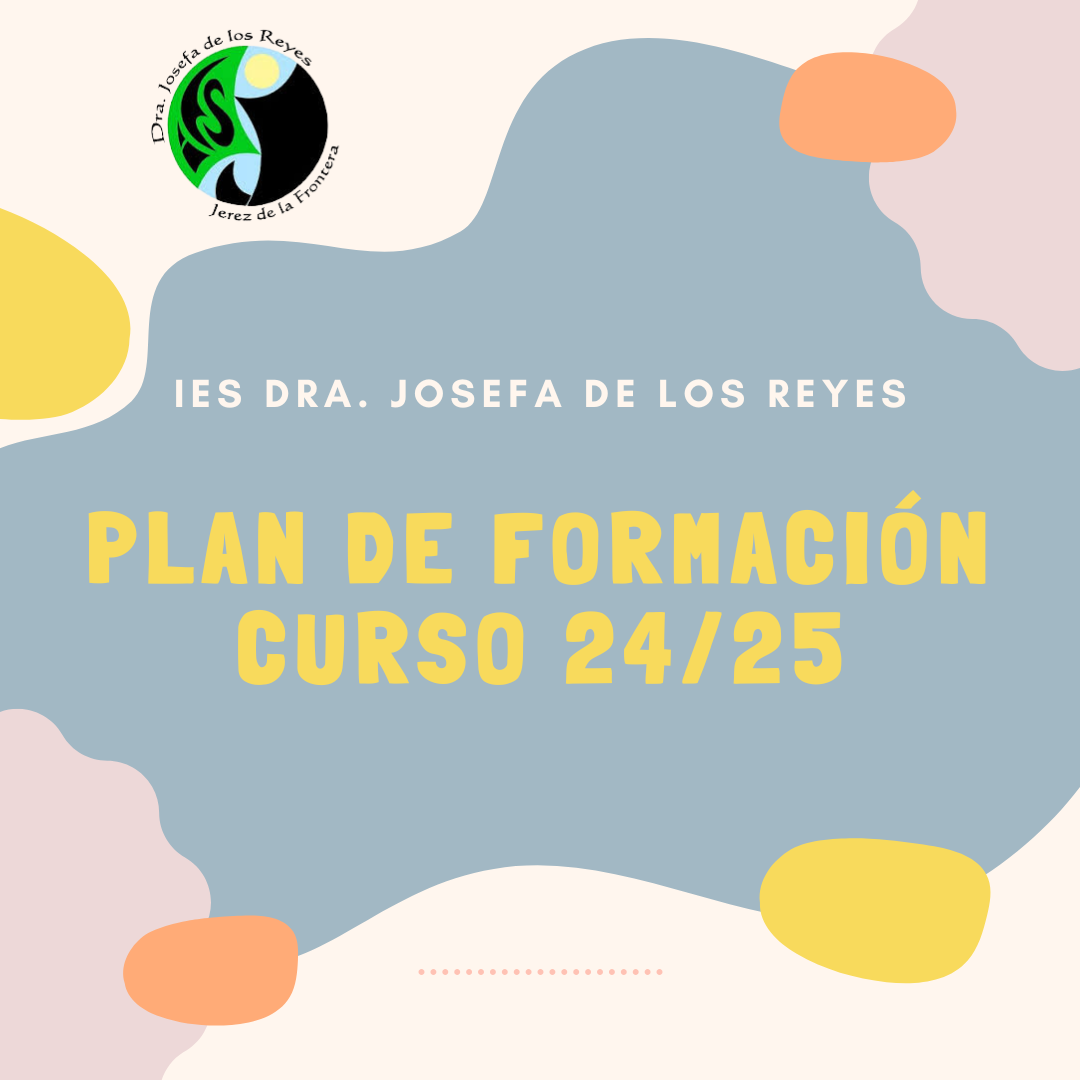 Dra. Josefa de los Reyes
Jerez de la Frontera
IES DRA. JOSEFA DE LOS REYES
PLAN DE FORMACIÓN
CURSO 24/25